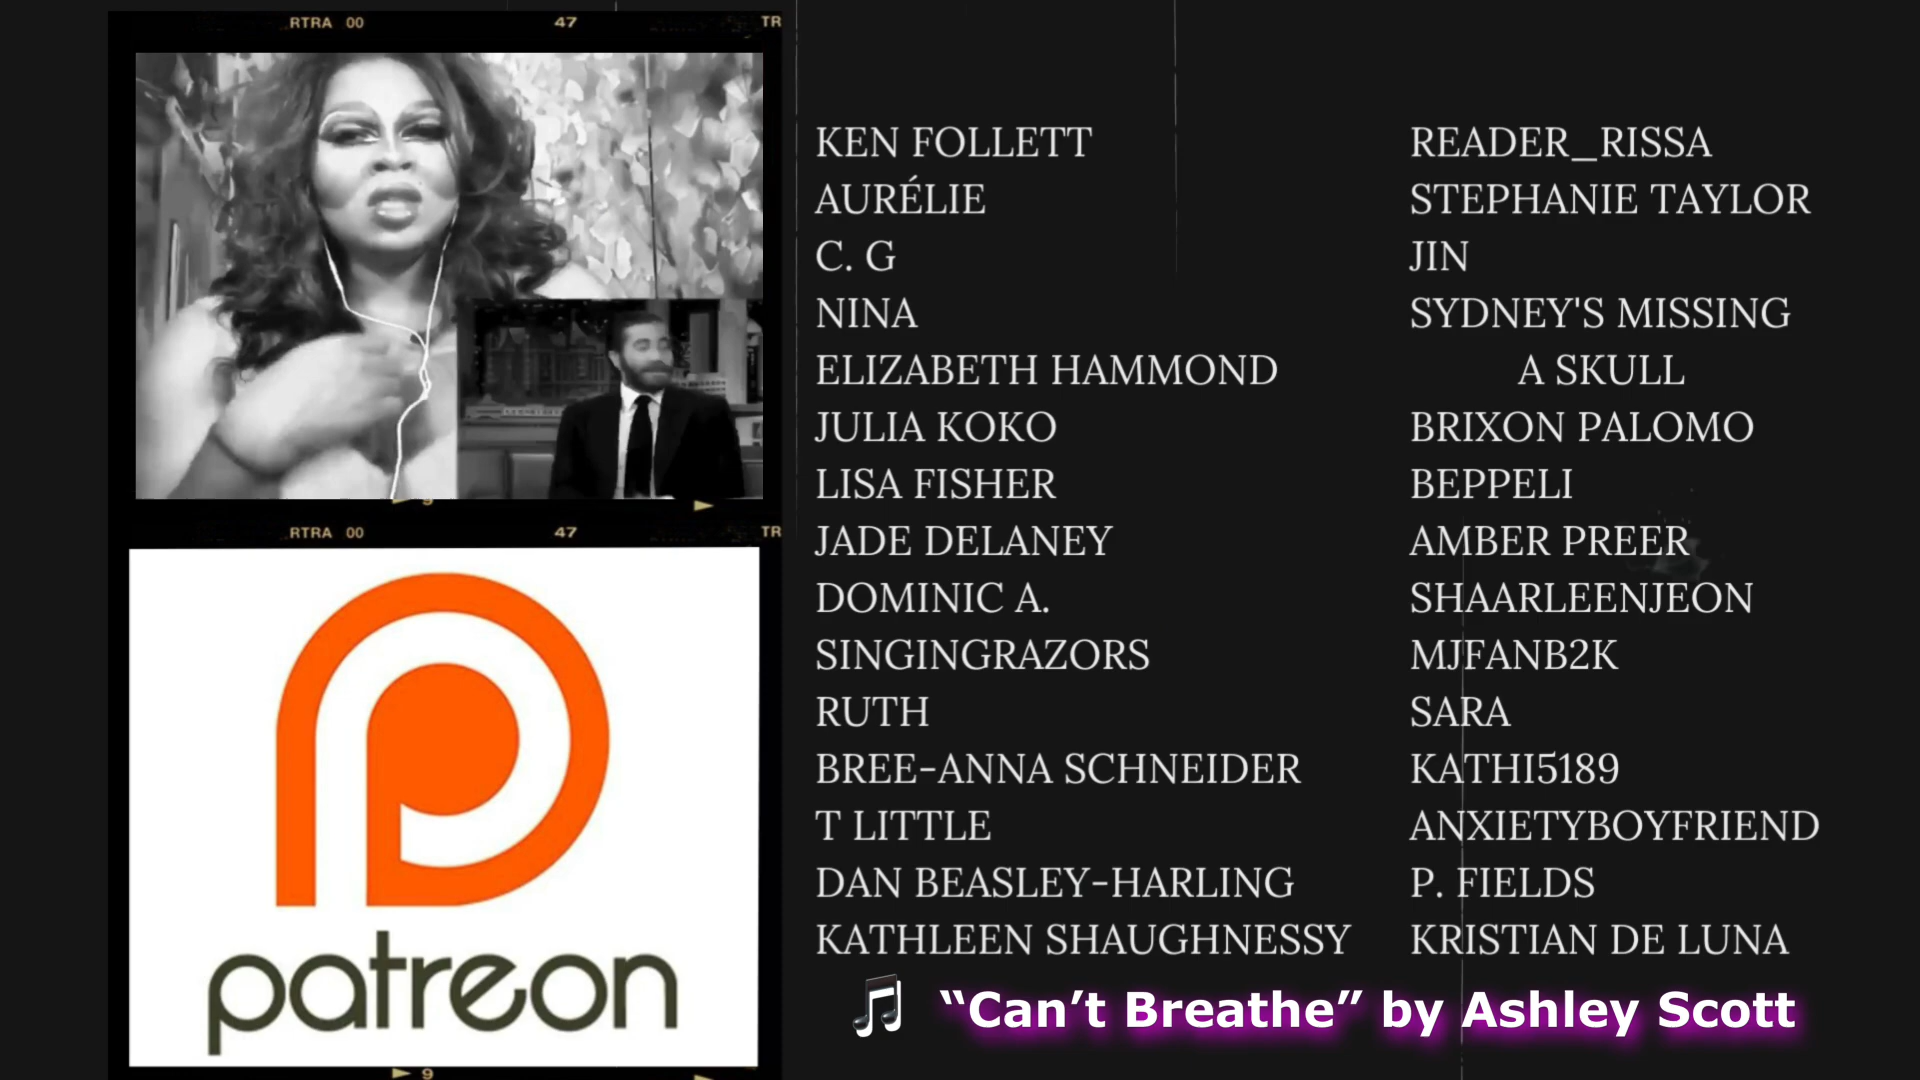 RTRA 00 47 TR
KEN FOLLETT
AURÉLIE
C. G
NINA
ELIZABETH HAMMOND
JULIA KOKO
LISA FISHER
JADE DELANEY
DOMINIC A.
SINGINGRAZORS
RUTH
BREE-ANNA SCHNEIDER
T LITTLE
DAN BEASLEY-HARLING
KATHLEEN SHAUGHNESSY
READER_RISSA
STEPHANIE TAYLOR
JIN
SYDNEY'S MISSING
A SKULL
BRIXON PALOMO
BEPPELI
AMBER PREER
SHAARLEENJEON
MJFANB2K
SARA
KATHI5189
ANXIETYBOYFRIEND
P. FIELDS
KRISTIAN DE LUNA
9
RTRA 00 47 TR
patreon
9
“Can’t Breathe” by Ashley Scott